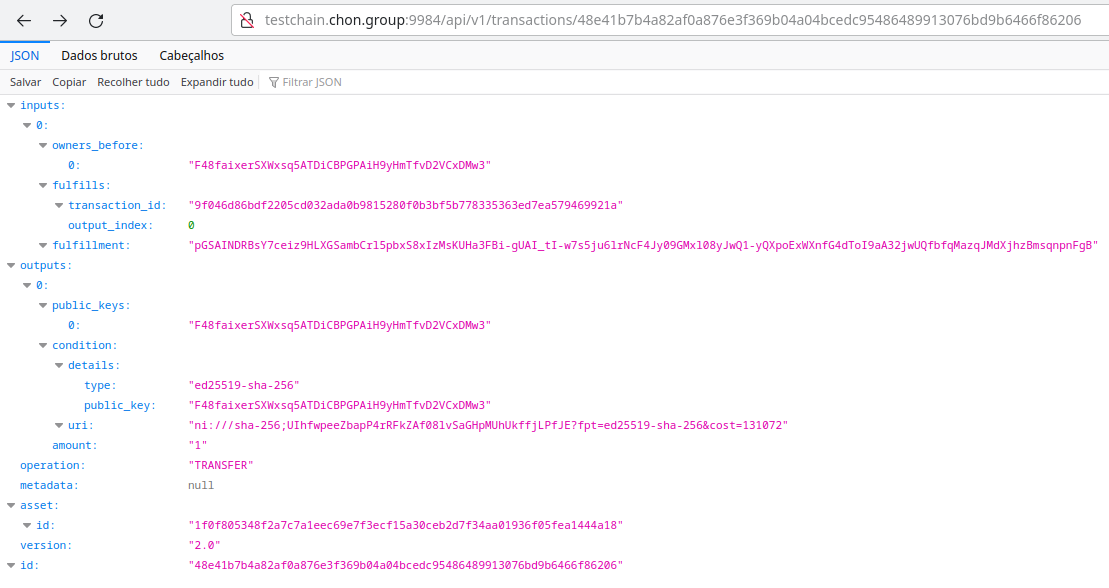 testchain.chon.group:9984/api/v1/transactions/48e41b7b4a82af0a876e3f369b04a04bcedc95486489913076bd9b6466f86206
JSON Dados brutos Cabeçalhos
Salvar Copiar Recolher tudo Expandir tudo Filtrar JSON
inputs:
0:
owners_before:
0: "F48faixerSXWxsq5ATDiCBPGPAiH9yHmTfvD2VCxDMw3"
fulfills:
transaction_id: "9f046d86bdf2205cd032ada0b9815280f0b3bf5b778335363ed7ea579469921a"
output_index: 0
fulfillment: "pGSAINDRBsY7ceiz9HLXGSambCrl5pbxS8xIzMsKUHa3FBi-gUAI_tI-w7s5ju6lrNcF4Jy09GMxl08yJwQ1-yQXpoExWXnfG4dToI9aA32jwUQfbfqMazqJMdXjhzBmsqnpnFgB"
outputs:
0:
public_keys:
0: "F48faixerSXWxsq5ATDiCBPGPAiH9yHmTfvD2VCxDMw3"
condition:
details:
type: "ed25519-sha-256"
public_key: "F48faixerSXWxsq5ATDiCBPGPAiH9yHmTfvD2VCxDMw3"
uri: "ni:///sha-256;UIhfwpeeZbapP4rRFkZAf08lvSaGHpMUhUkffjLPfJE?fpt=ed25519-sha-256&cost=131072"
amount: "1"
operation: "TRANSFER"
metadata: null
asset:
id: "1f0f805348f2a7c7a1eec69e7f3ecf15a30ceb2d7f34aa01936f05fea1444a18"
version: "2.0"
id: "48e41b7b4a82af0a876e3f369b04a04bcedc95486489913076bd9b6466f86206"